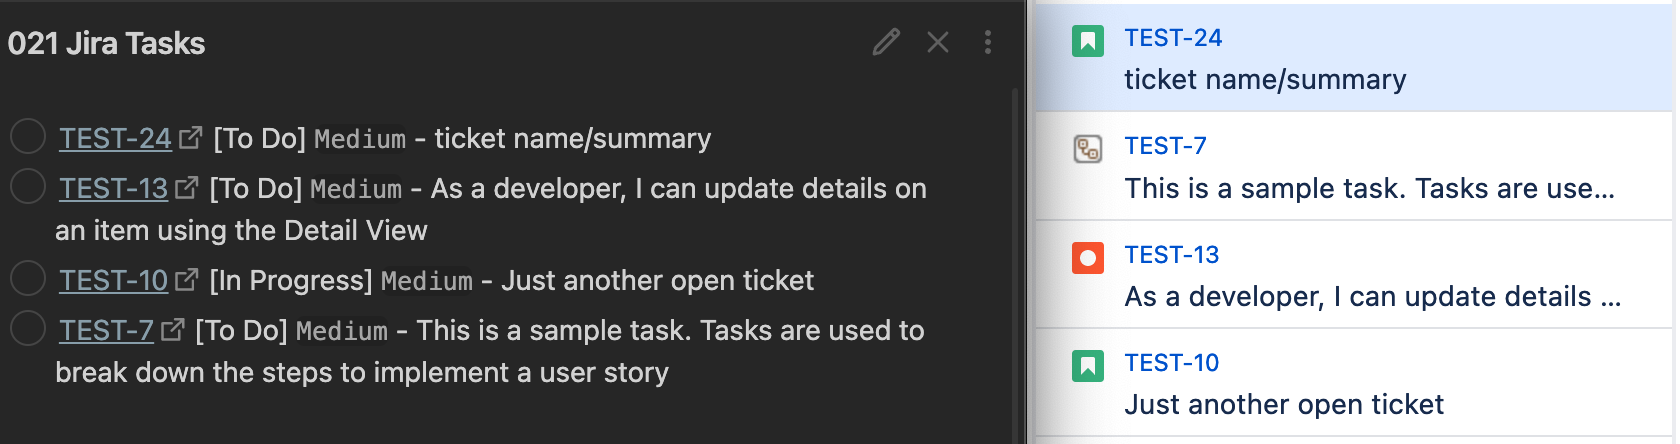 021 Jira Tasks
TEST-24 [To Do] Medium - ticket name/summary
TEST-13 [To Do] Medium - As a developer, I can update details on
an item using the Detail View
TEST-10 [In Progress] Medium - Just another open ticket
TEST-7 [To Do] Medium - This is a sample task. Tasks are used to
break down the steps to implement a user story
TEST-24
ticket name/summary
TEST-7
This is a sample task. Tasks are use...
TEST-13
As a developer, I can update details ...
TEST-10
Just another open ticket